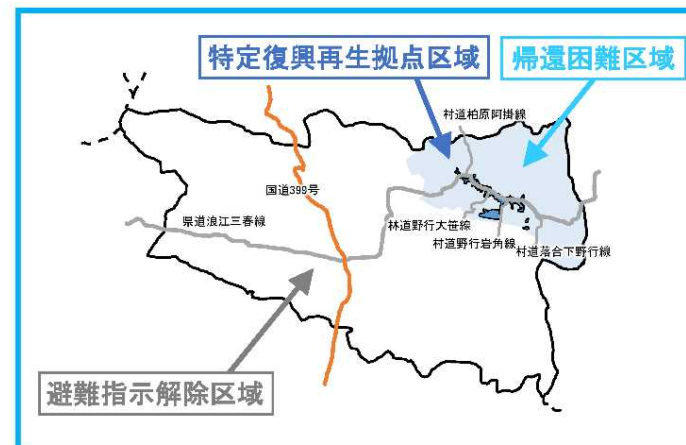 特定復興再生拠点区域
帰還困難区域
村道柏原阿掛線
国道399号
県道浪江三春線
林道野行大笹線
村道野行岩角線
村道落合下野行線
避難指示解除区域